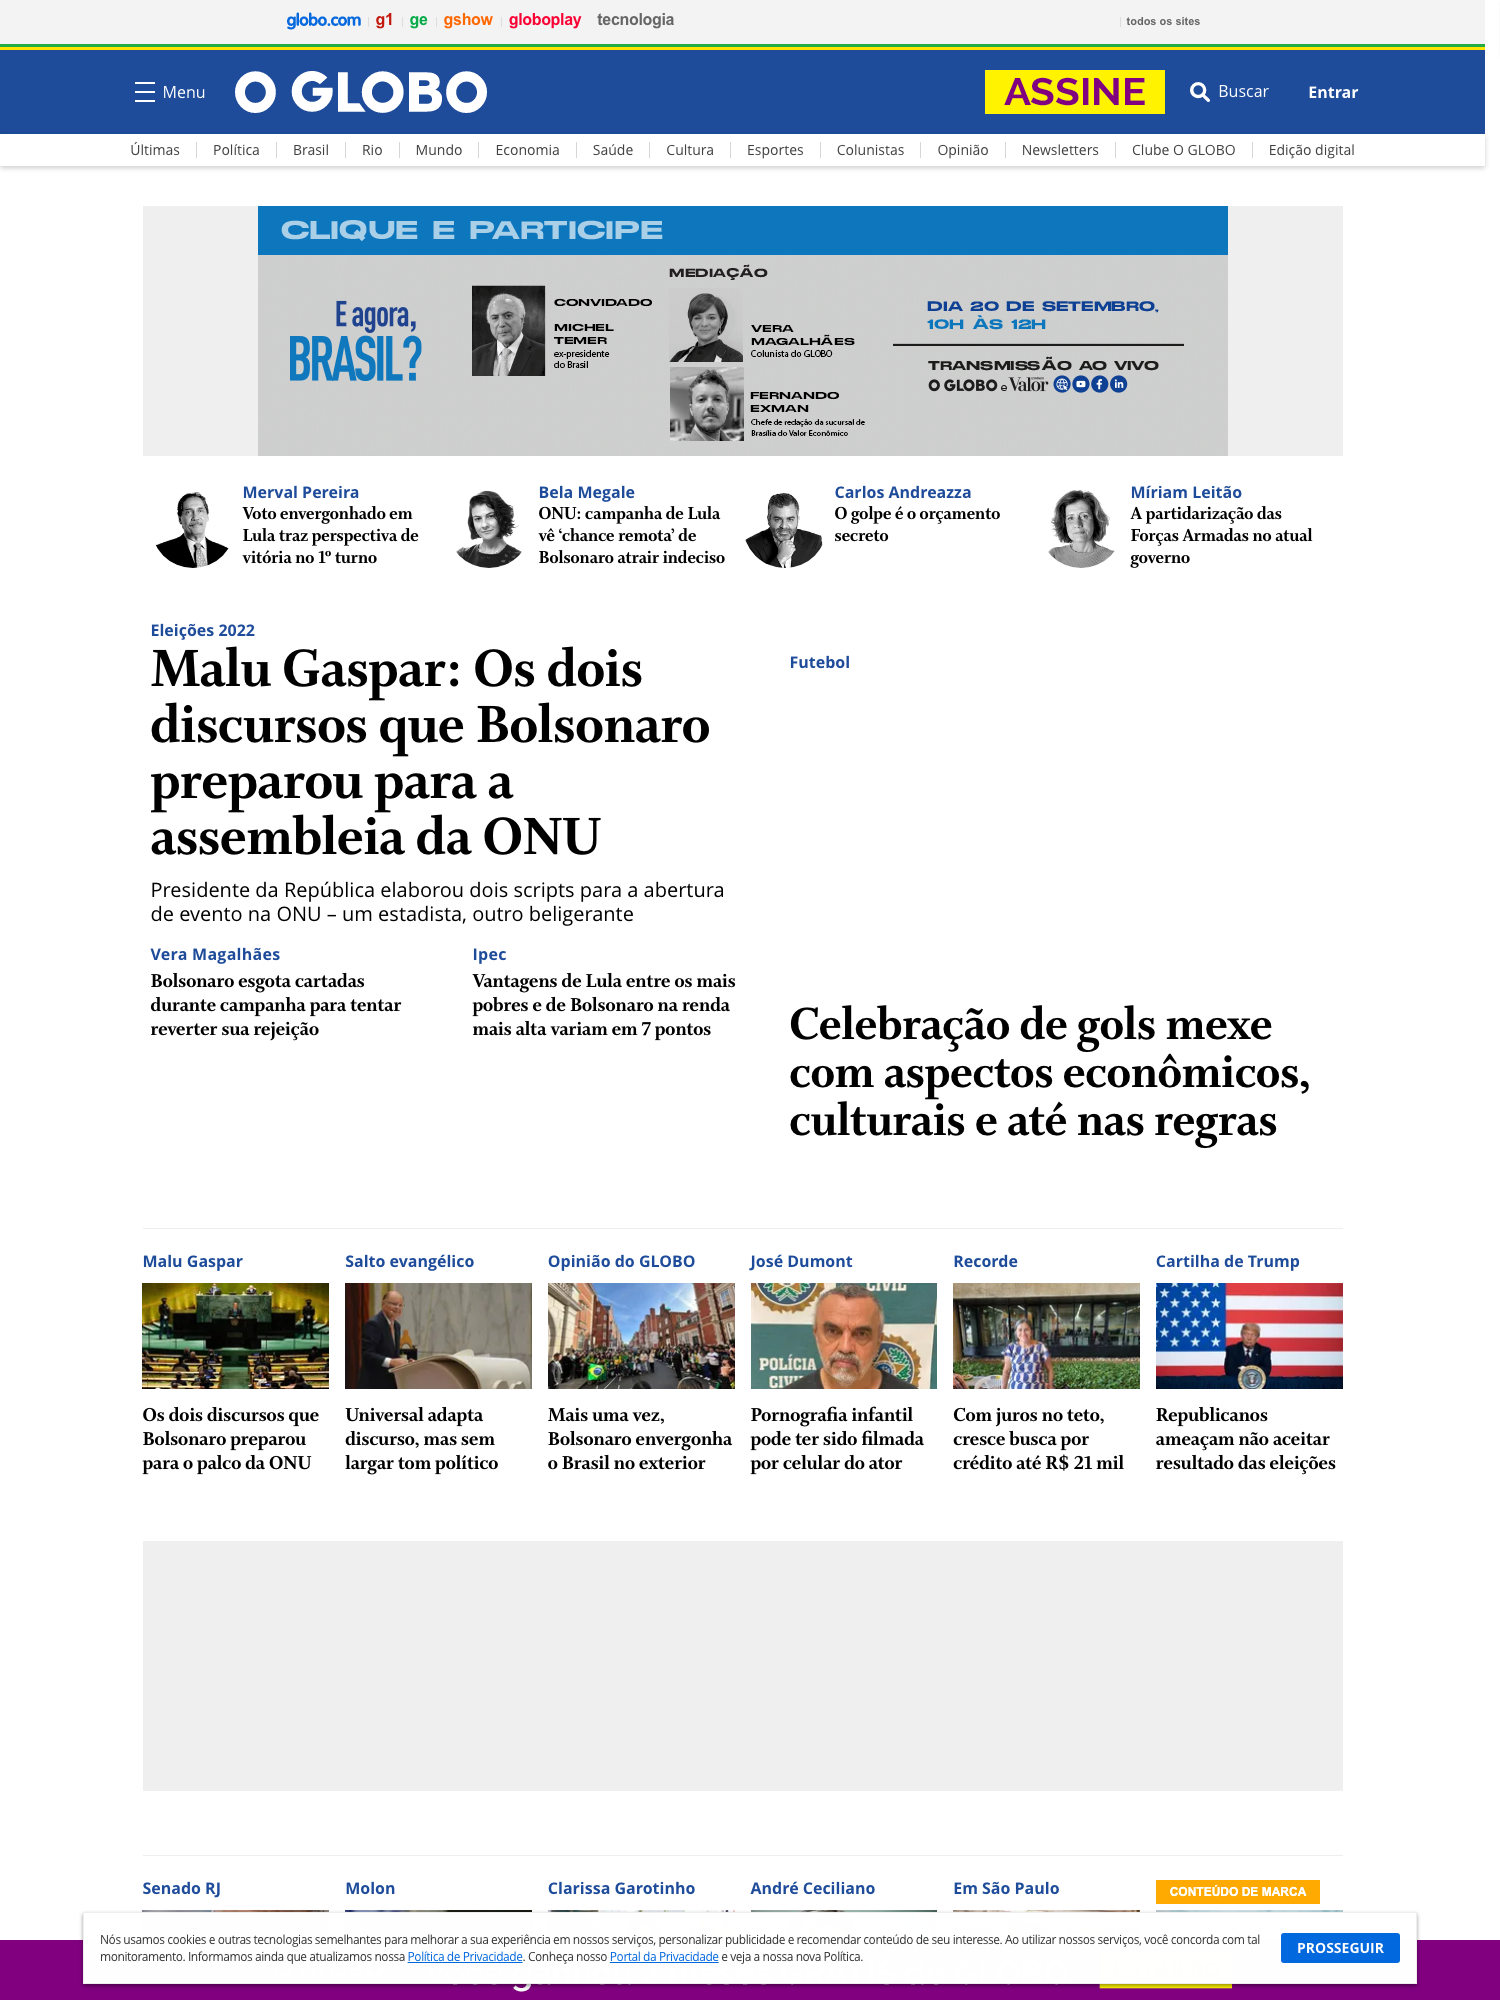 globo.com g1 ge gshow globoplay tecnologia todos os sites
Menu O GLOBO ASSINE Buscar Entrar
Últimas Política Brasil Rio Mundo Economia Saúde Cultura Esportes Colunistas Opinião Newsletters Clube O GLOBO Edição digital
CLIQUE E PARTICIPE
E agora,
BRASIL?
CONVIDADO
MICHEL
TEMER
ex-presidente
do Brasil
MEDIAÇÃO
VERA
MAGALHÃES
Colunista do GLOBO
FERNANDO
EXMAN
Chefe de redação da sucursal de
Brasília do Valor Econômico
DIA 20 DE SETEMBRO,
10H ÀS 12H
TRANSMISSÃO AO VIVO
O GLOBO e Valor
Merval Pereira
Voto envergonhado em
Lula traz perspectiva de
vitória no 1º turno
Bela Megale
ONU: campanha de Lula
vê ‘chance remota’ de
Bolsonaro atrair indeciso
Carlos Andreazza
O golpe é o orçamento
secreto
Míriam Leitão
A partidarização das
Forças Armadas no atual
governo
Eleições 2022
Malu Gaspar: Os dois
discursos que Bolsonaro
preparou para a
assembleia da ONU
Presidente da República elaborou dois scripts para a abertura
de evento na ONU – um estadista, outro beligerante
Vera Magalhães
Bolsonaro esgota cartadas
durante campanha para tentar
reverter sua rejeição
Ipec
Vantagens de Lula entre os mais
pobres e de Bolsonaro na renda
mais alta variam em 7 pontos
Futebol
Celebração de gols mexe
com aspectos econômicos,
culturais e até nas regras
Malu Gaspar
Os dois discursos que
Bolsonaro preparou
para o palco da ONU
Salto evangélico
Universal adapta
discurso, mas sem
largar tom político
Opinião do GLOBO
Mais uma vez,
Bolsonaro envergonha
o Brasil no exterior
José Dumont
CIVIL
POLÍCIA
CIVI
Pornografia infantil
pode ter sido filmada
por celular do ator
Recorde
Com juros no teto,
cresce busca por
crédito até R$ 21 mil
Cartilha de Trump
Republicanos
ameaçam não aceitar
resultado das eleições
Senado RJ
Molon
Clarissa Garotinho
André Ceciliano
Em São Paulo
CONTEÚDO DE MARCA
Nós usamos cookies e outras tecnologias semelhantes para melhorar a sua experiência em nossos serviços, personalizar publicidade e recomendar conteúdo de seu interesse. Ao utilizar nossos serviços, você concorda com tal
monitoramento. Informamos ainda que atualizamos nossa Política de Privacidade. Conheça nosso Portal da Privacidade e veja a nossa nova Política.
PROSSEGUIR